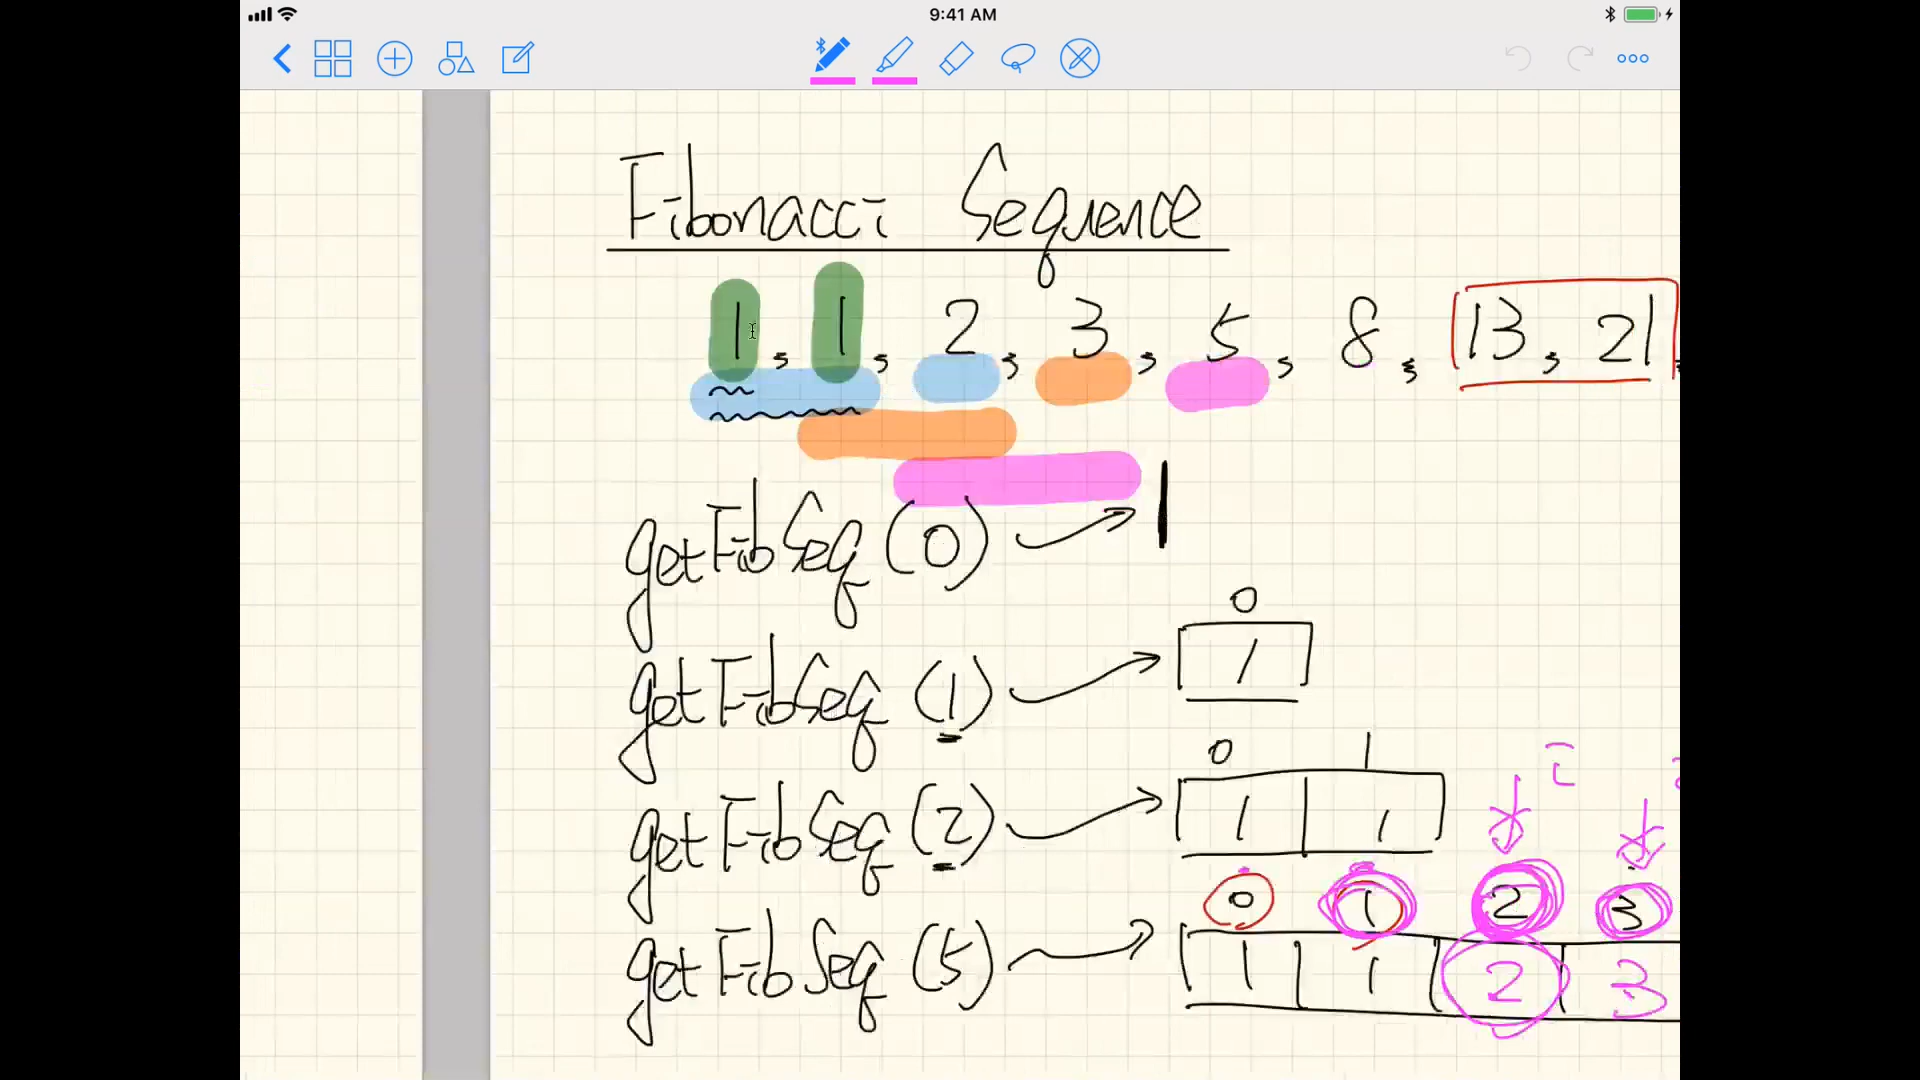 9:41 AM
Fibonacci Sequence
1, 1, 2, 3, 5, 8, 13, 21,
getFibSeq(0) → |
0
getFibSeq(1) → 1
0 1
getFibSeq(2) → 1 1
i
0 1 2 3
getFibSeq(5) → 1 1 2 3